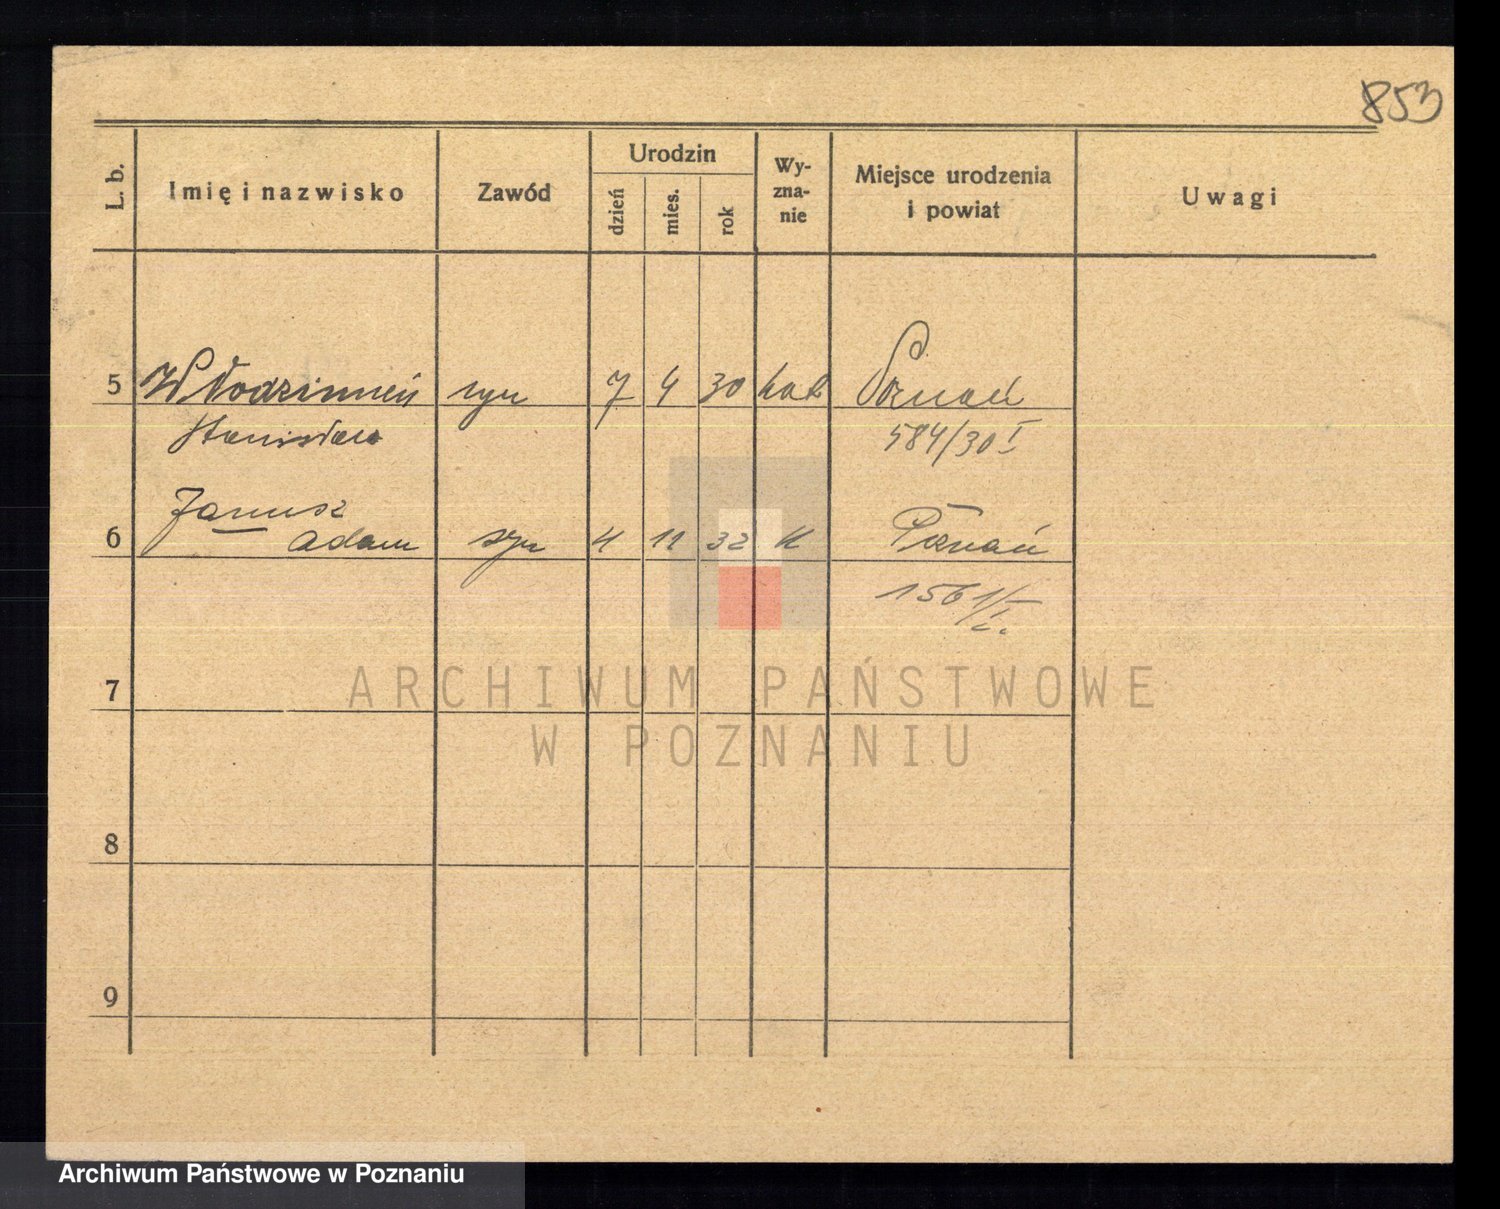 853
L. b. Imię i nazwisko Zawód Urodzin dzień mies. rok Wy-zna-nie Miejsce urodzenia i powiat Uwagi
5 Włodzimierz syn 7 4 30 kat Poznań
Stanisław 584/30 I
Janusz
6 Adam syn 4 11 32 k Poznań
1561/I
7
8
9
ARCHIWUM PAŃSTWOWE
W POZNANIU
Archiwum Państwowe w Poznaniu